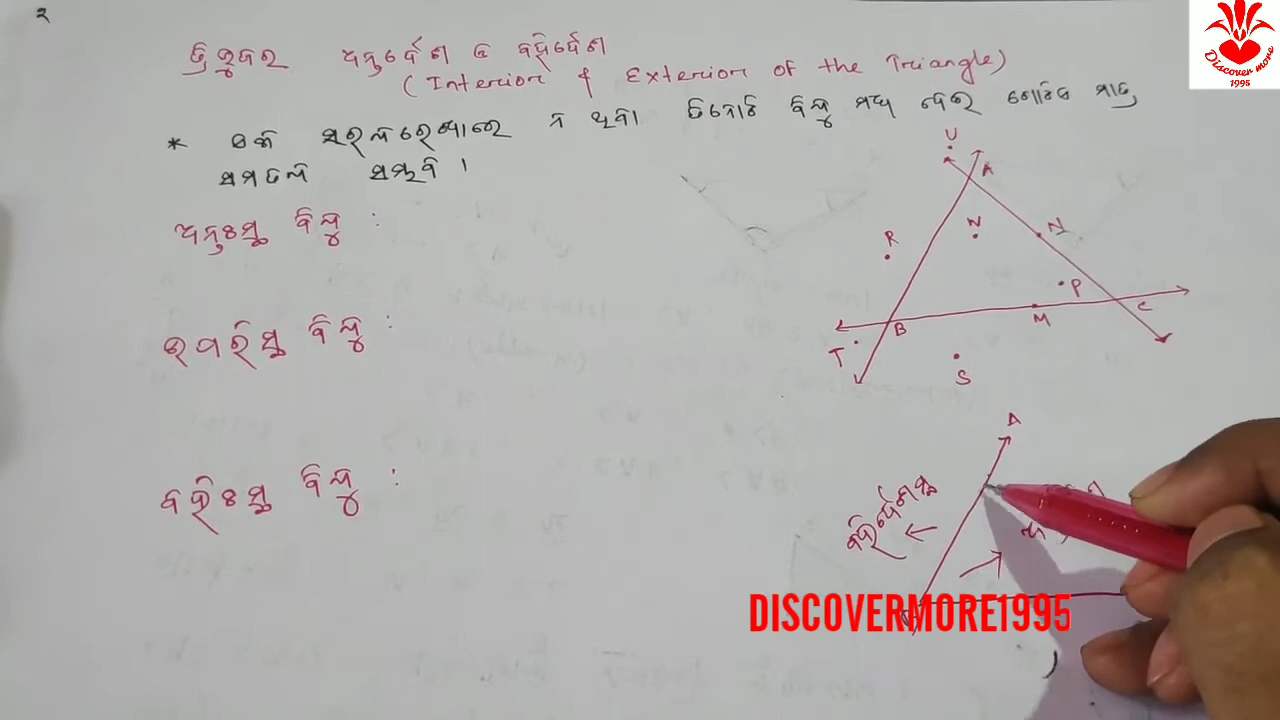 ୨
ତ୍ରିଭୁଜର ଅନ୍ତର୍ଦେଶ ଓ ବହିର୍ଦେଶ
(Interior & Exterior of the Triangle)
* ଏକ ସରଳରେଖାରେ ନ ଥିବା ତିନୋଟି ବିନ୍ଦୁ ମଧ୍ୟ ଦେଇ ଗୋଟିଏ ମାତ୍ର
ସମତଳ ସମ୍ଭବ ।
ଅନ୍ତଃସ୍ଥ ବିନ୍ଦୁ :
ଉପରିସ୍ଥ ବିନ୍ଦୁ :
ବହିଃସ୍ଥ ବିନ୍ଦୁ :
U
A
R
N
P
B
M
C
T
S
A
ବହିର୍ଦେଶସ୍ଥ
Discover more
1995
DISCOVERMORE1995